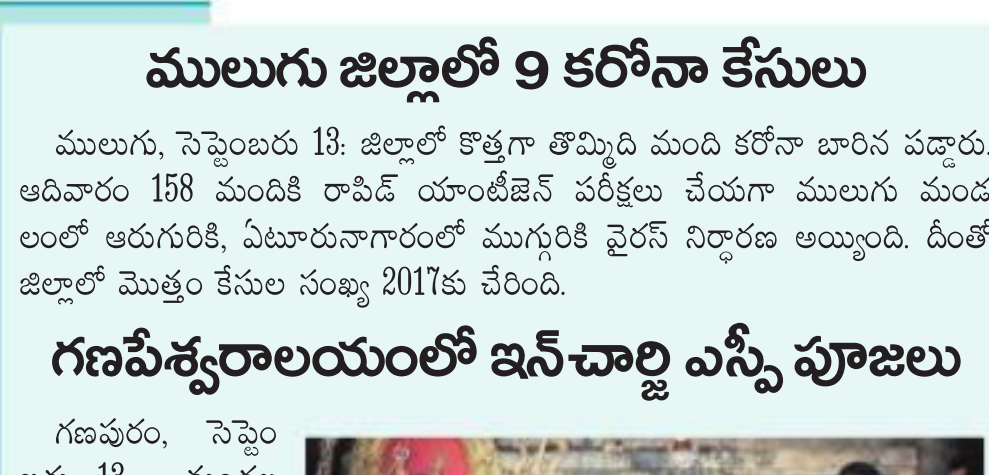 ములుగు జిల్లాలో 9 కరోనా కేసులు
ములుగు, సెప్టెంబరు 13: జిల్లాలో కొత్తగా తొమ్మిది మంది కరోనా బారిన పడ్డారు.
ఆదివారం 158 మందికి రాపిడ్ యాంటీజెన్ పరీక్షలు చేయగా ములుగు మండ
లంలో ఆరుగురికి, ఏటూరునాగారంలో ముగ్గురికి వైరస్ నిర్ధారణ అయ్యింది. దీంతో
జిల్లాలో మొత్తం కేసుల సంఖ్య 2017కు చేరింది.
గణపేశ్వరాలయంలో ఇన్‌చార్జి ఎస్పీ పూజలు
గణపురం, సెప్టెం